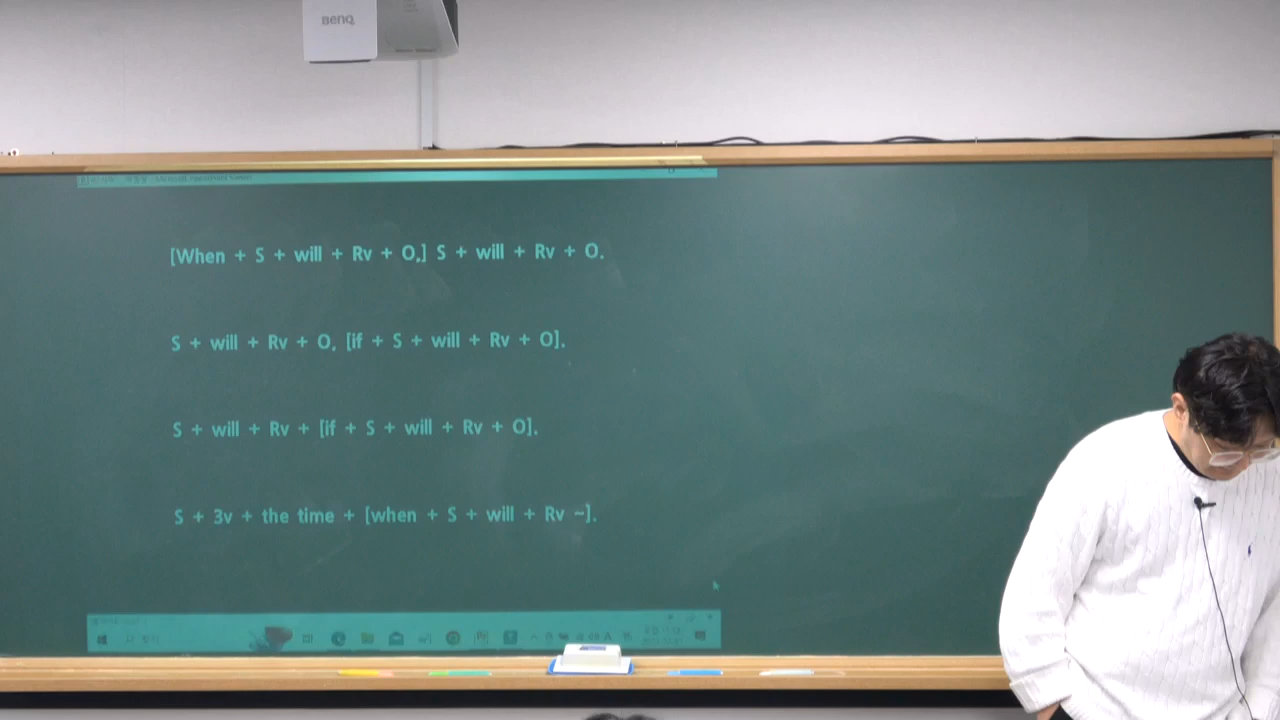 BenQ
[When + S + will + Rv + O,] S + will + Rv + O.
S + will + Rv + O, [if + S + will + Rv + O].
S + will + Rv + [if + S + will + Rv + O].
S + 3v + the time + [when + S + will + Rv ~].